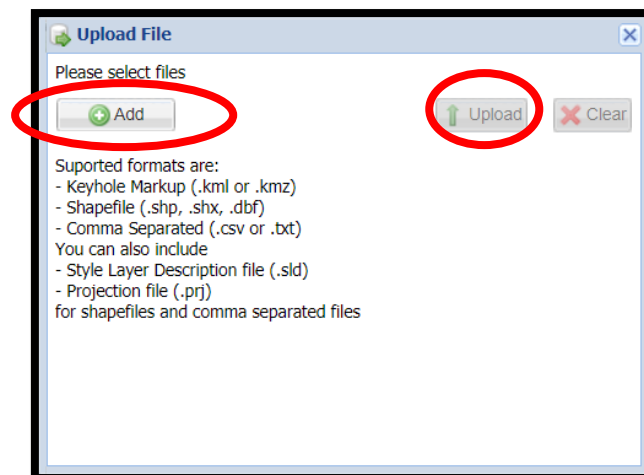 Upload File
Please select files
Add Upload Clear
Suported formats are:
- Keyhole Markup (.kml or .kmz)
- Shapefile (.shp, .shx, .dbf)
- Comma Separated (.csv or .txt)
You can also include
- Style Layer Description file (.sld)
- Projection file (.prj)
for shapefiles and comma separated files